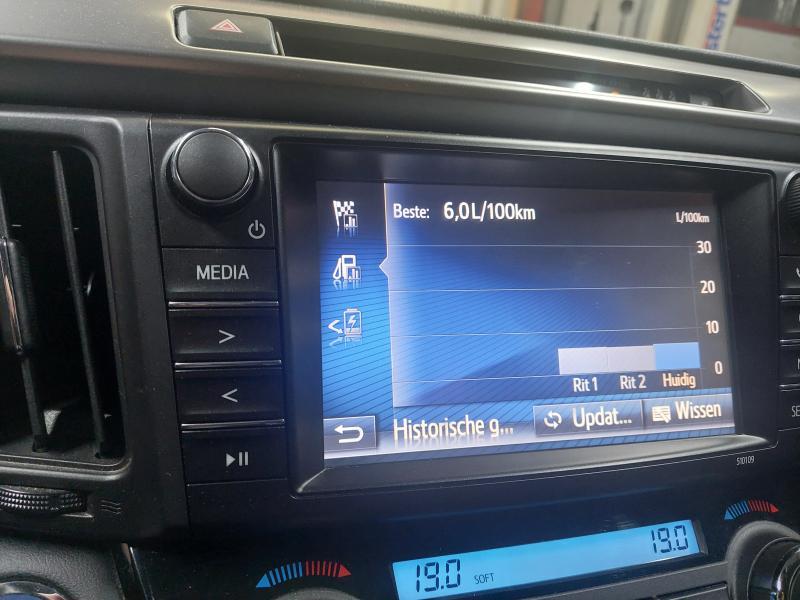 Beste: 6,0L/100km
L/100km
30
MEDIA
20
10
0
Rit 1 Rit 2 Huidig
Historische g... Updat... Wissen
510109
19.0 SOFT 19.0